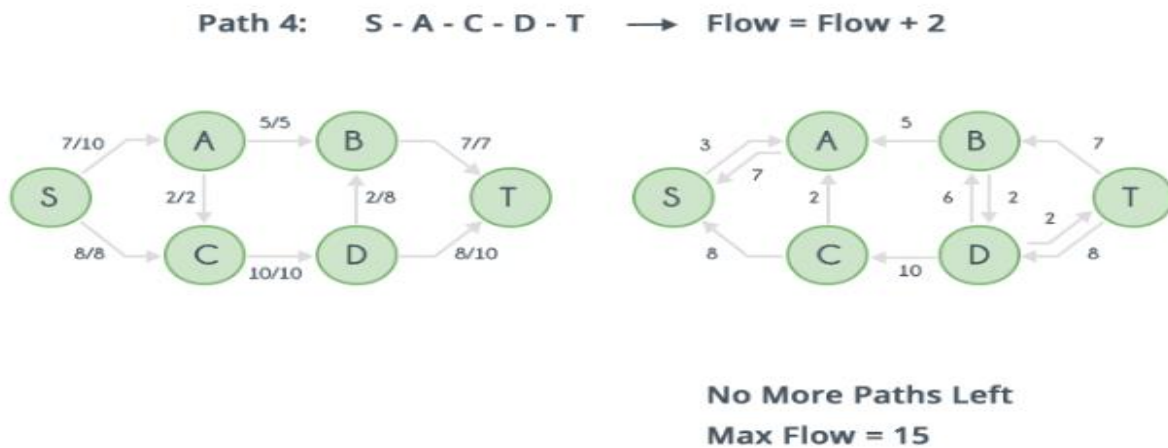 Path 4: S - A - C - D - T → Flow = Flow + 2
7/10 5/5 7/7
S A B T
2/2 2/8
C D
8/8 10/10 8/10
3 5 7
S A B T
7 2 6 2 2
C D
8 10 8
No More Paths Left
Max Flow = 15